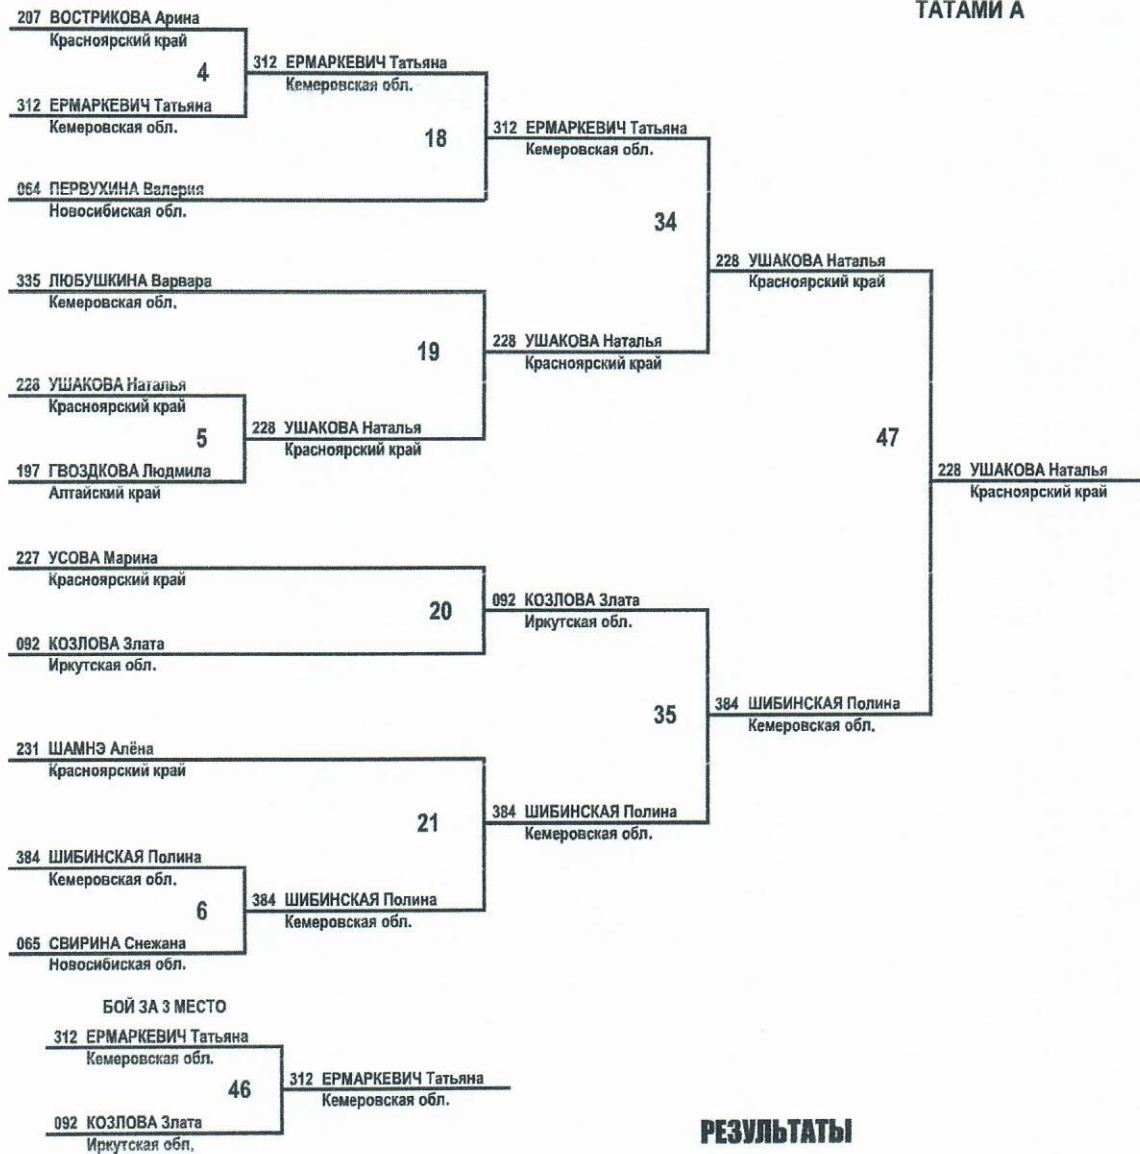 ТАТАМИ А
207 ВОСТРИКОВА Арина
Красноярский край
4
312 ЕРМАРКЕВИЧ Татьяна
Кемеровская обл.
312 ЕРМАРКЕВИЧ Татьяна
Кемеровская обл.
18
312 ЕРМАРКЕВИЧ Татьяна
Кемеровская обл.
064 ПЕРВУХИНА Валерия
Новосибиская обл.
34
335 ЛЮБУШКИНА Варвара
Кемеровская обл.
228 УШАКОВА Наталья
Красноярский край
19
228 УШАКОВА Наталья
Красноярский край
228 УШАКОВА Наталья
Красноярский край
5
228 УШАКОВА Наталья
Красноярский край
47
197 ГВОЗДКОВА Людмила
Алтайский край
228 УШАКОВА Наталья
Красноярский край
227 УСОВА Марина
Красноярский край
20
092 КОЗЛОВА Злата
Иркутская обл.
092 КОЗЛОВА Злата
Иркутская обл.
35
384 ШИБИНСКАЯ Полина
Кемеровская обл.
231 ШАМНЭ Алёна
Красноярский край
21
384 ШИБИНСКАЯ Полина
Кемеровская обл.
384 ШИБИНСКАЯ Полина
Кемеровская обл.
6
384 ШИБИНСКАЯ Полина
Кемеровская обл.
065 СВИРИНА Снежана
Новосибиская обл.
БОЙ ЗА 3 МЕСТО
312 ЕРМАРКЕВИЧ Татьяна
Кемеровская обл.
46
312 ЕРМАРКЕВИЧ Татьяна
Кемеровская обл.
092 КОЗЛОВА Злата
Иркутская обл.
РЕЗУЛЬТАТЫ